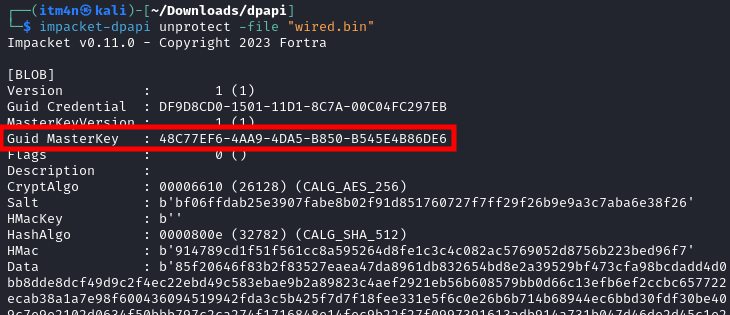 ┌──(itm4n㉿kali)-[~/Downloads/dpapi]
└─$ impacket-dpapi unprotect -file "wired.bin"
Impacket v0.11.0 - Copyright 2023 Fortra
[BLOB]
Version          :        1 (1)
Guid Credential  : DF9D8CD0-1501-11D1-8C7A-00C04FC297EB
MasterKeyVersion :        1 (1)
Guid MasterKey   : 48C77EF6-4AA9-4DA5-B850-B545E4B86DE6
Flags            :        0 ()
Description      :
CryptAlgo        : 00006610 (26128) (CALG_AES_256)
Salt             : b'bf06ffdab25e3907fabe8b02f91d851760727f7ff29f26b9e9a3c7aba6e38f26'
HMacKey          : b''
HashAlgo         : 0000800e (32782) (CALG_SHA_512)
HMac             : b'914789cd1f51f561cc8a595264d8fe1c3c4c082ac5769052d8756b223bed96f7'
Data             : b'85f20646f83b2f83527eaea47da8961db832654bd8e2a39529bf473cfa98bcdadd4d0
bb8dde8dcf49d9c2f4ec22ebd49c583ebae9b2a89823c4aef2921eb56b608579bb0d66c13efb6ef2ccbc657722
ecab38a1a7e98f600436094519942fda3c5b425f7d7f18fee331e5f6c0e26b6b714b68944ec6bbd30fdf30be40